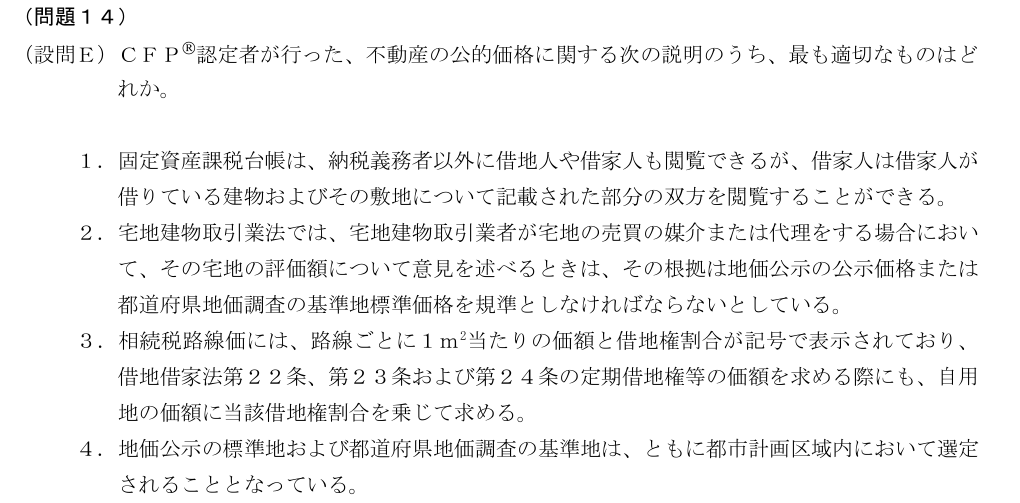 （問題１４）
（設問Ｅ）ＣＦＰ®認定者が行った、不動産の公的価格に関する次の説明のうち、最も適切なものはど
れか。
１．固定資産課税台帳は、納税義務者以外に借地人や借家人も閲覧できるが、借家人は借家人が
借りている建物およびその敷地について記載された部分の双方を閲覧することができる。
２．宅地建物取引業法では、宅地建物取引業者が宅地の売買の媒介または代理をする場合におい
て、その宅地の評価額について意見を述べるときは、その根拠は地価公示の公示価格または
都道府県地価調査の基準地標準価格を規準としなければならないとしている。
３．相続税路線価には、路線ごとに１ｍ²当たりの価額と借地権割合が記号で表示されており、
借地借家法第２２条、第２３条および第２４条の定期借地権等の価額を求める際にも、自用
地の価額に当該借地権割合を乗じて求める。
４．地価公示の標準地および都道府県地価調査の基準地は、ともに都市計画区域内において選定
されることとなっている。